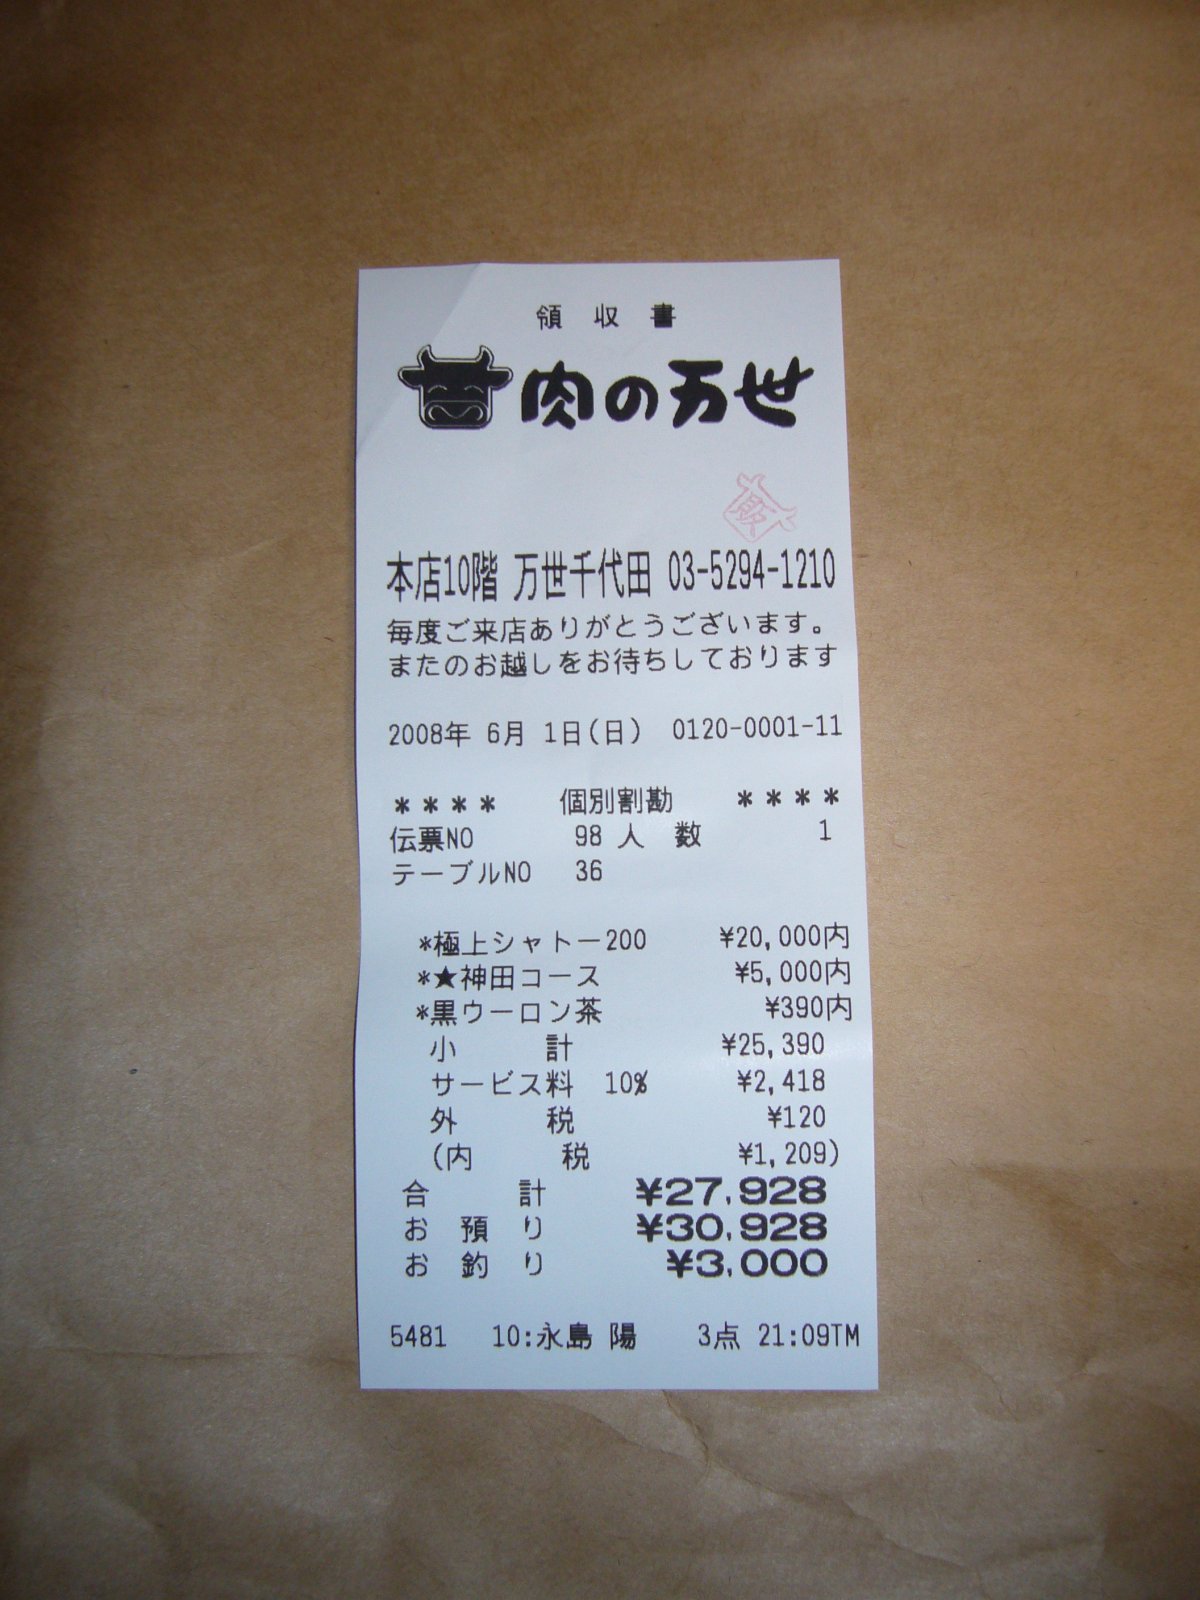 領収書
肉の万世
販
本店10階 万世千代田 03-5294-1210
毎度ご来店ありがとうございます。
またのお越しをお待ちしております
2008年 6月 1日(日) 0120-0001-11
**** 個別割勘 ****
伝票NO 98 人 数 1
テーブルNO 36
*極上シャトー200 ¥20,000内
*★神田コース ¥5,000内
*黒ウーロン茶 ¥390内
小 計 ¥25,390
サービス料 10% ¥2,418
外 税 ¥120
(内 税 ¥1,209)
合 計 ¥27,928
お 預 り ¥30,928
お 釣 り ¥3,000
5481 10:永島 陽 3点 21:09TM